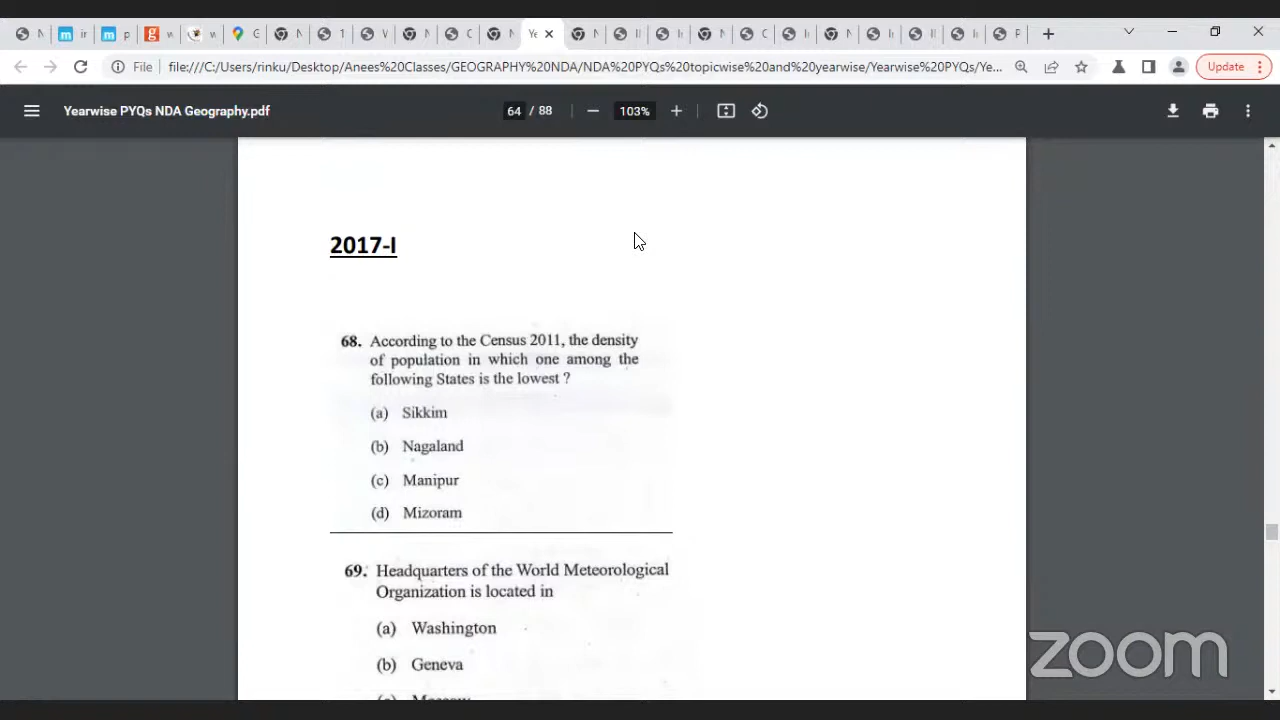 File
file:///C:/Users/rinku/Desktop/Anees%20Classes/GEOGRAPHY%20NDA/NDA%20PYQs%20topicwise%20and%20yearwise/Yearwise%20PYQs/Ye...
Update
Yearwise PYQs NDA Geography.pdf
64 / 88
103%
2017-I
68. According to the Census 2011, the density
of population in which one among the
following States is the lowest ?
(a) Sikkim
(b) Nagaland
(c) Manipur
(d) Mizoram
69. Headquarters of the World Meteorological
Organization is located in
(a) Washington
(b) Geneva
(c) Moscow
zoom